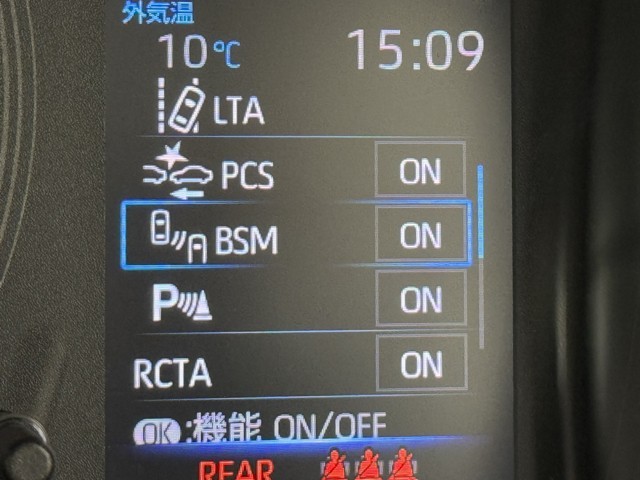 外気温
10℃ 15:09
LTA
PCS ON
BSM ON
P ON
RCTA ON
OK:機能 ON/OFF
REAR